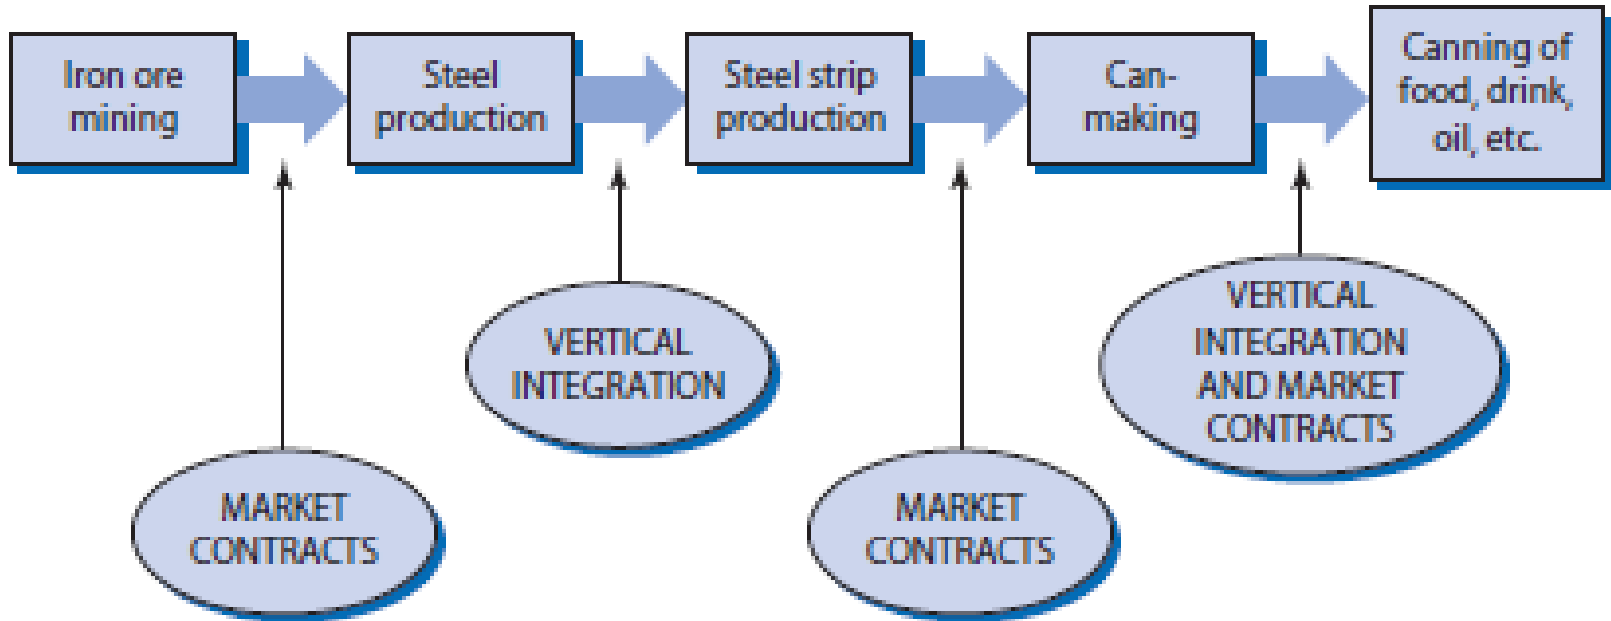 Iron ore
mining
Steel
production
Steel strip
production
Can-
making
Canning of
food, drink,
oil, etc.
MARKET
CONTRACTS
VERTICAL
INTEGRATION
MARKET
CONTRACTS
VERTICAL
INTEGRATION
AND MARKET
CONTRACTS